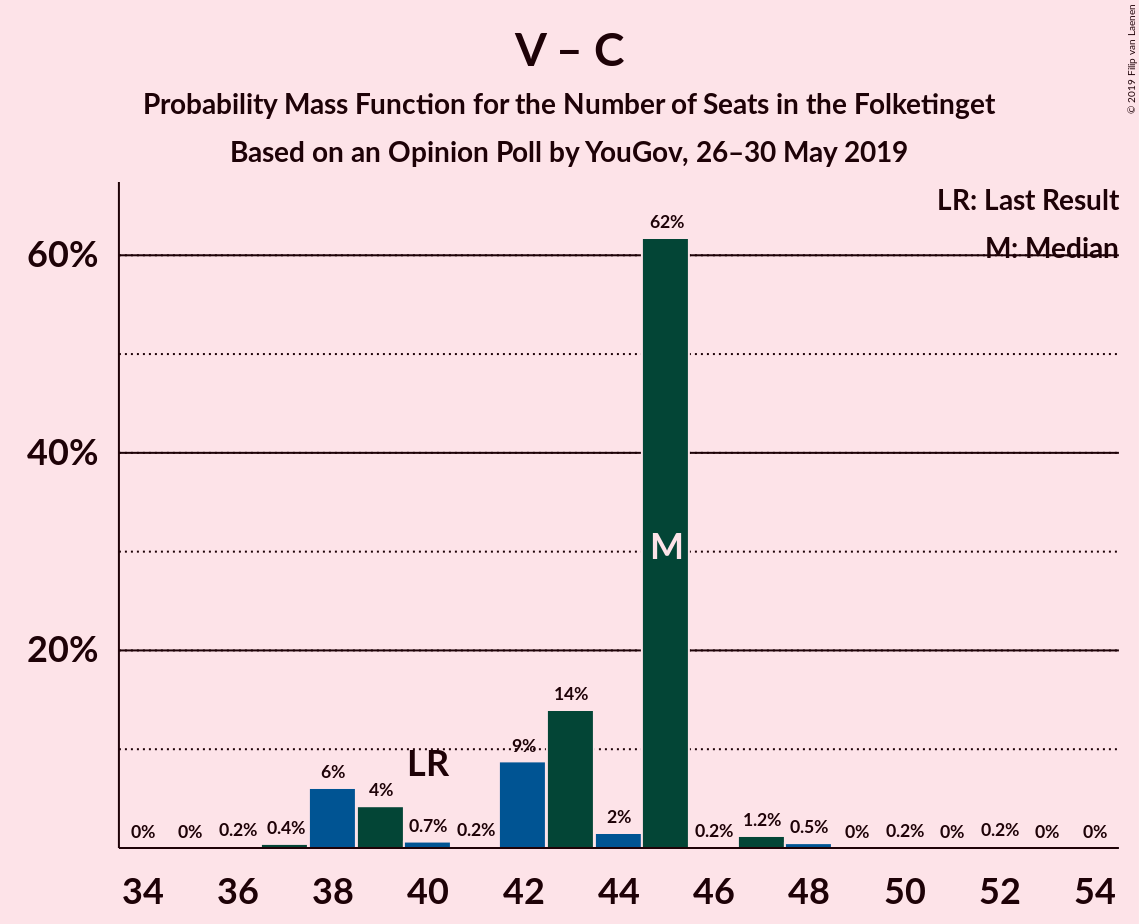 V – C
Probability Mass Function for the Number of Seats in the Folketinget
Based on an Opinion Poll by YouGov, 26–30 May 2019
© 2019 Filip van Laenen
LR: Last Result
M: Median
60%
40%
20%
0%
0%
0.2%
0.4%
6%
4%
LR
0.7%
0.2%
9%
14%
2%
62%
M
0.2%
1.2%
0.5%
0%
0.2%
0%
0.2%
0%
0%
34 36 38 40 42 44 46 48 50 52 54